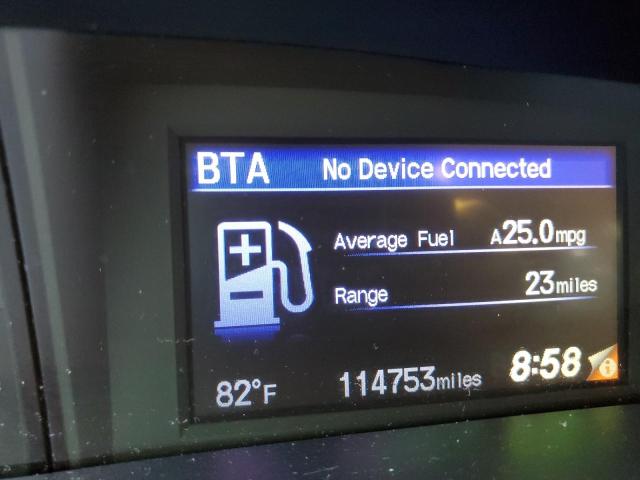 BTA No Device Connected
Average Fuel A25.0mpg
Range 23miles
82°F 114753miles 8:58 i